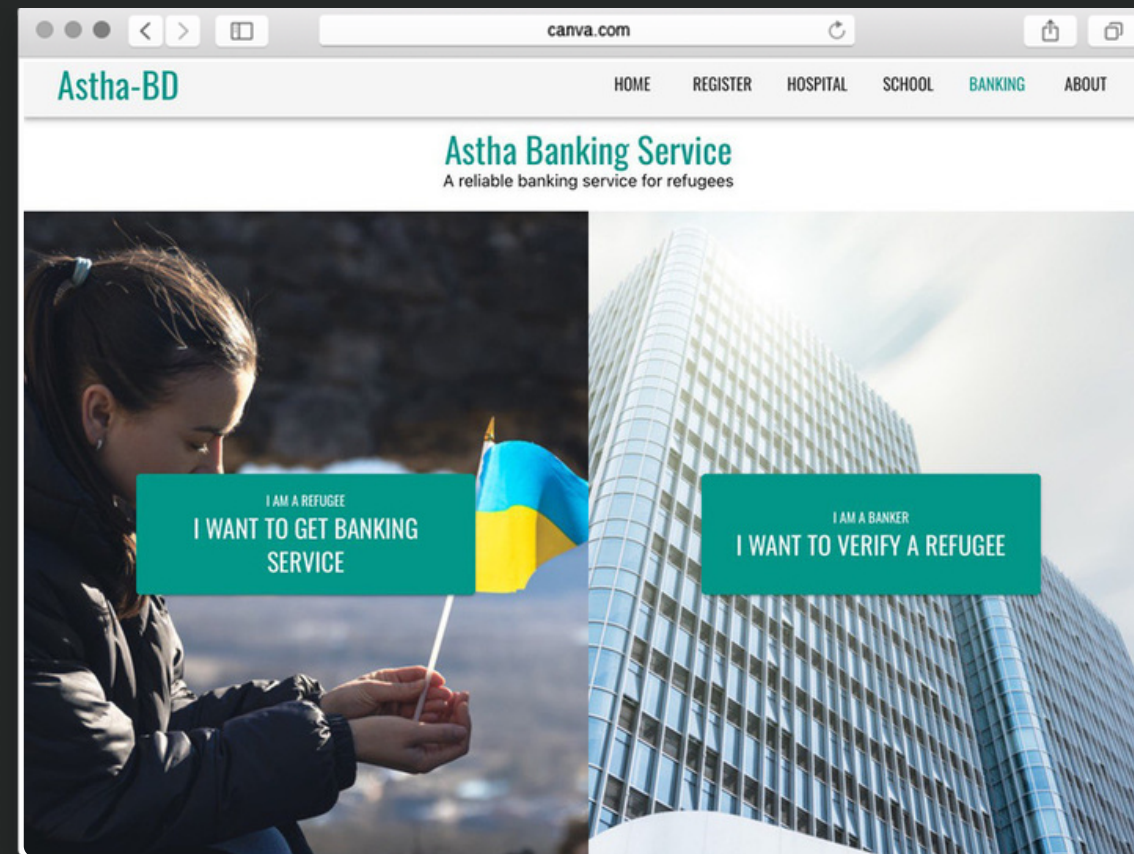 canva.com
Astha-BD
HOME REGISTER HOSPITAL SCHOOL BANKING ABOUT
Astha Banking Service
A reliable banking service for refugees
I AM A REFUGEE
I WANT TO GET BANKING
SERVICE
I AM A BANKER
I WANT TO VERIFY A REFUGEE